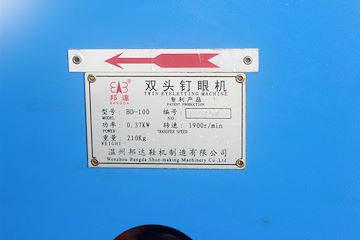 双头钉眼机
TWIN EYELETTING MACHINE
邦達
BANGDA
专利产品
PATENT PRODUCT
型号: BD-100 编号:
MODEL NO.
功率: 0.37KW 转速: 1900r/min
POWER TRANSFER SPEED
重量: 210Kg
WEIGHT
温州邦达鞋机制造有限公司
Wenzhou Bangda Shoe-making Machinery Co.,Ltd